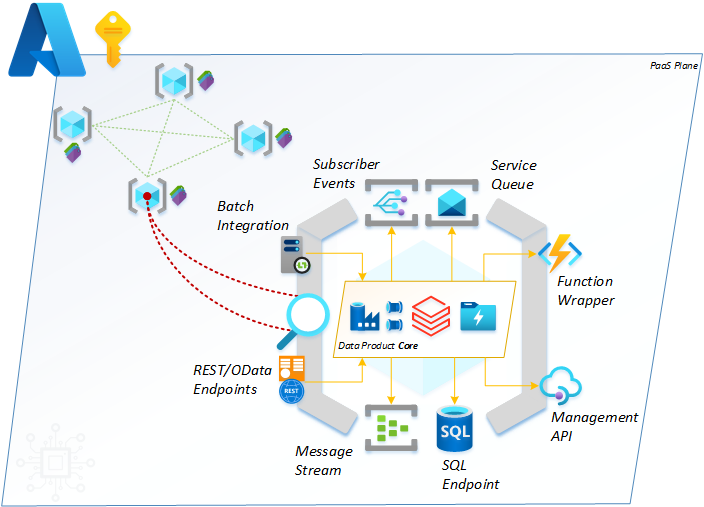 PaaS Plane
Subscriber
Events
Service
Queue
Batch
Integration
Function
Wrapper
Data Product Core
REST/OData
Endpoints
REST
Management
API
Message
Stream
SQL
SQL
Endpoint